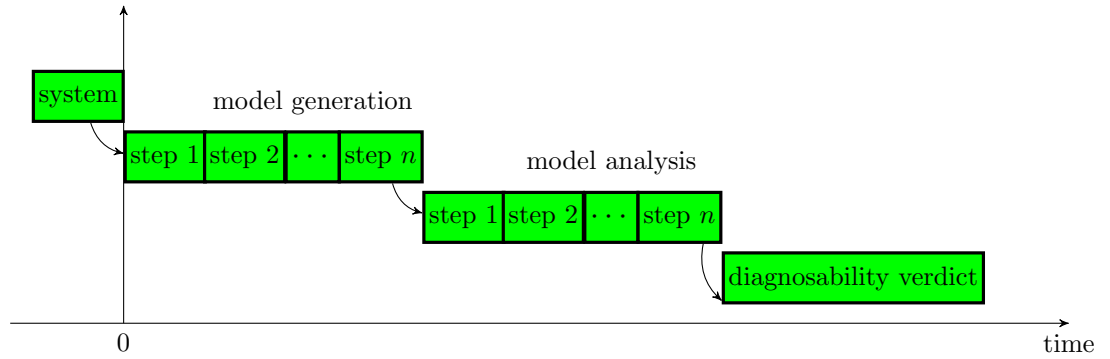 system
model generation
step 1 step 2 ··· step n
model analysis
step 1 step 2 ··· step n
diagnosability verdict
0 time